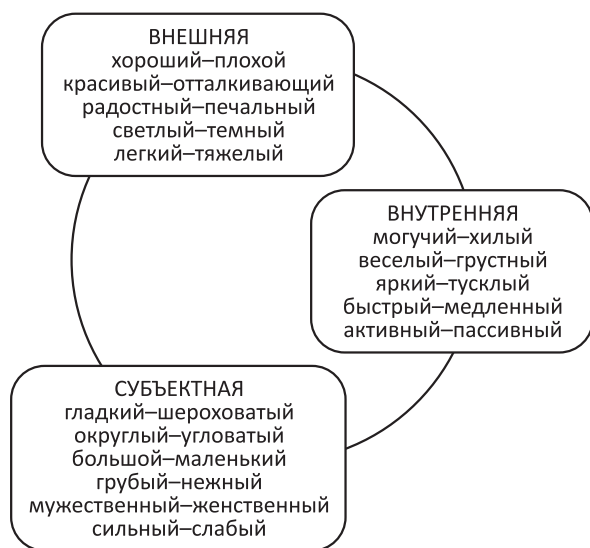 ВНЕШНЯЯ
хороший–плохой
красивый–отталкивающий
радостный–печальный
светлый–темный
легкий–тяжелый
ВНУТРЕННЯЯ
могучий–хилый
веселый–грустный
яркий–тусклый
быстрый–медленный
активный–пассивный
СУБЪЕКТНАЯ
гладкий–шероховатый
округлый–угловатый
большой–маленький
грубый–нежный
мужественный–женственный
сильный–слабый